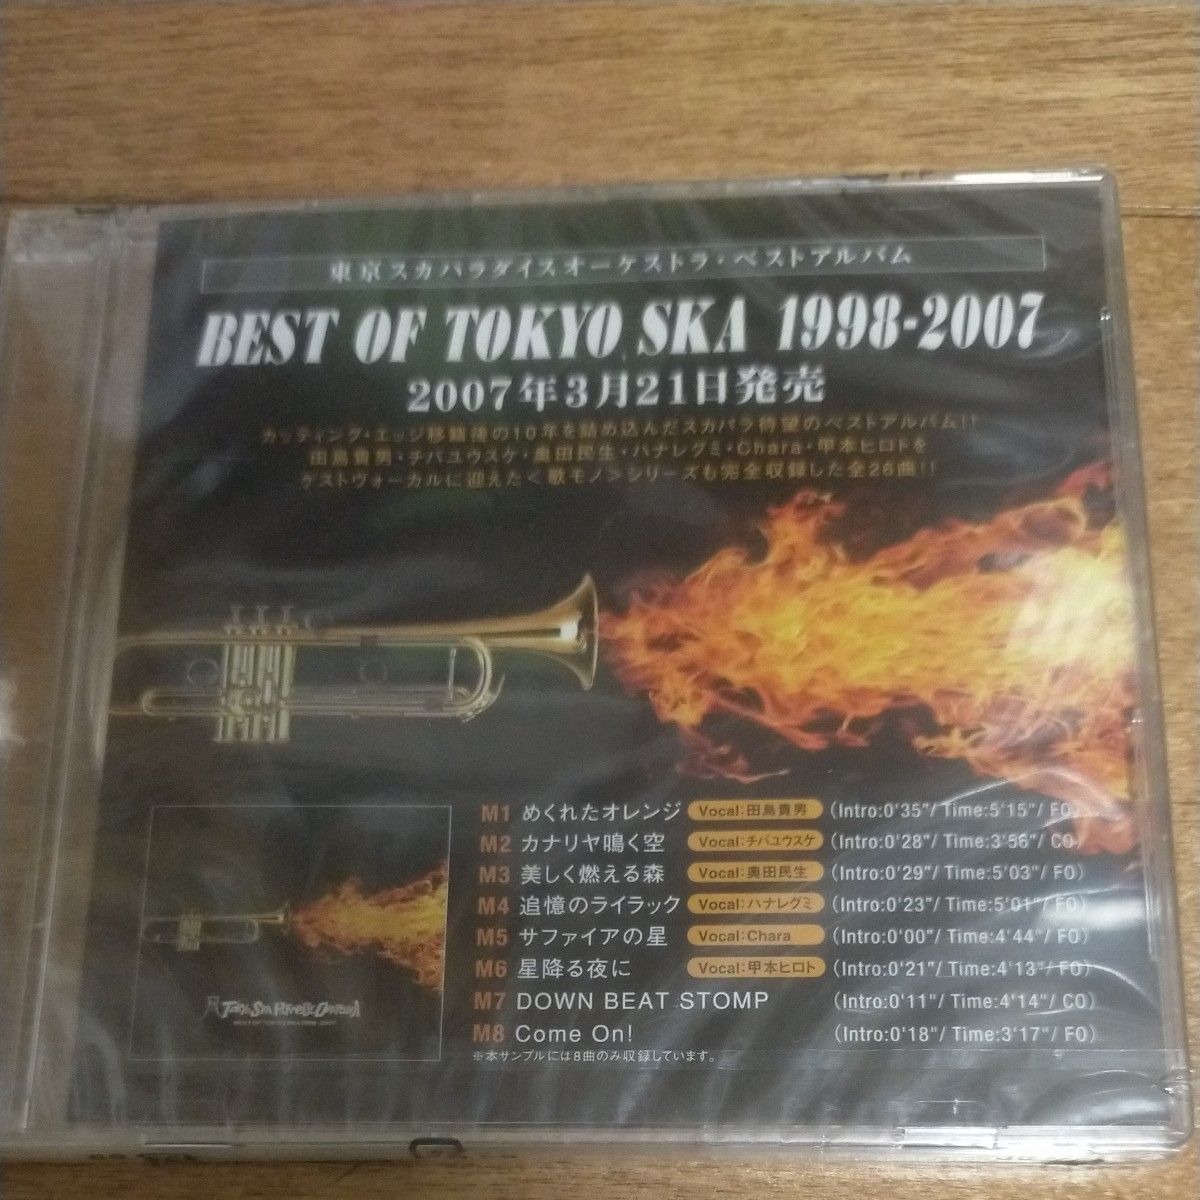 東京スカパラダイスオーケストラ・ベストアルバム
BEST OF TOKYO SKA 1998-2007
2007年3月21日発売
カッティング・エッジ移籍後の10年を詰め込んだスカパラ待望のベストアルバム!!
田島貴男・チバユウスケ・奥田民生・ハナレグミ・Chara・甲本ヒロトを
ゲストヴォーカルに迎えた<歌モノ>シリーズも完全収録した全26曲!!
M1 めくれたオレンジ Vocal:田島貴男 (Intro:0'35"/ Time:5'15"/ FO)
M2 カナリヤ鳴く空 Vocal:チバユウスケ (Intro:0'28"/ Time:3'56"/ CO)
M3 美しく燃える森 Vocal:奥田民生 (Intro:0'29"/ Time:5'03"/ FO)
M4 追憶のライラック Vocal:ハナレグミ (Intro:0'23"/ Time:5'01"/ FO)
M5 サファイアの星 Vocal:Chara (Intro:0'00"/ Time:4'44"/ FO)
M6 星降る夜に Vocal:甲本ヒロト (Intro:0'21"/ Time:4'13"/ FO)
M7 DOWN BEAT STOMP (Intro:0'11"/ Time:4'14"/ CO)
M8 Come On! (Intro:0'18"/ Time:3'17"/ FO)
※本サンプルには8曲のみ収録しています。
TOKYO SKA PARADISE ORCHESTRA
BEST OF TOKYO SKA 1998-2007